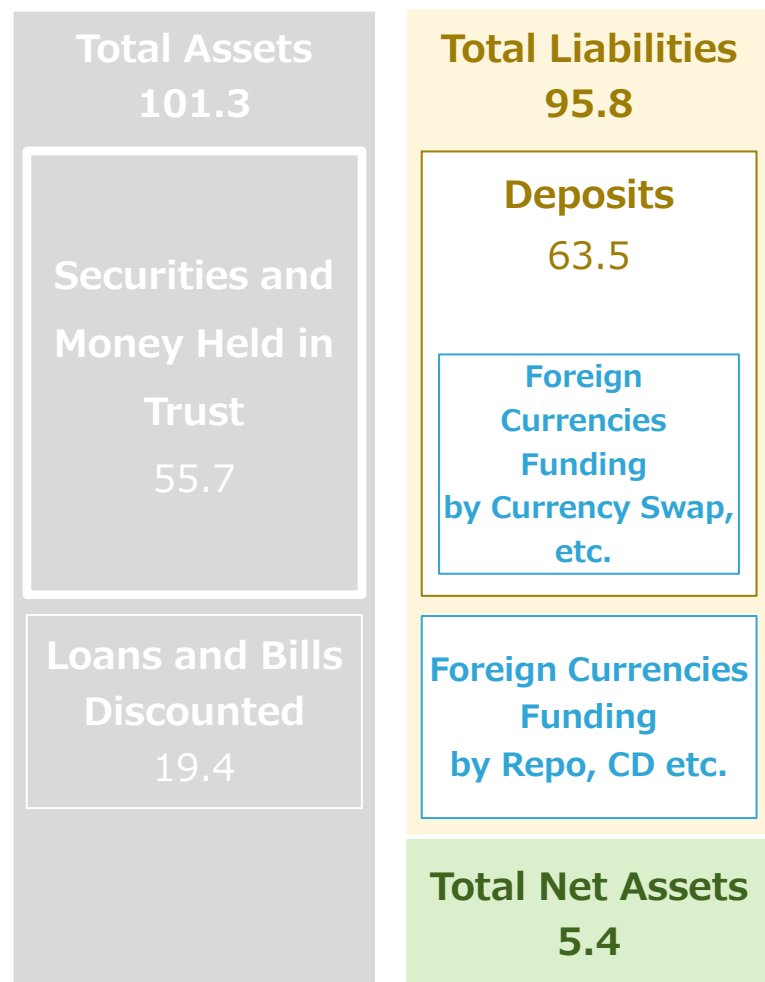 Total Assets
101.3
Securities and
Money Held in
Trust
55.7
Loans and Bills
Discounted
19.4
Total Liabilities
95.8
Deposits
63.5
Foreign
Currencies
Funding
by Currency Swap,
etc.
Foreign Currencies
Funding
by Repo, CD etc.
Total Net Assets
5.4